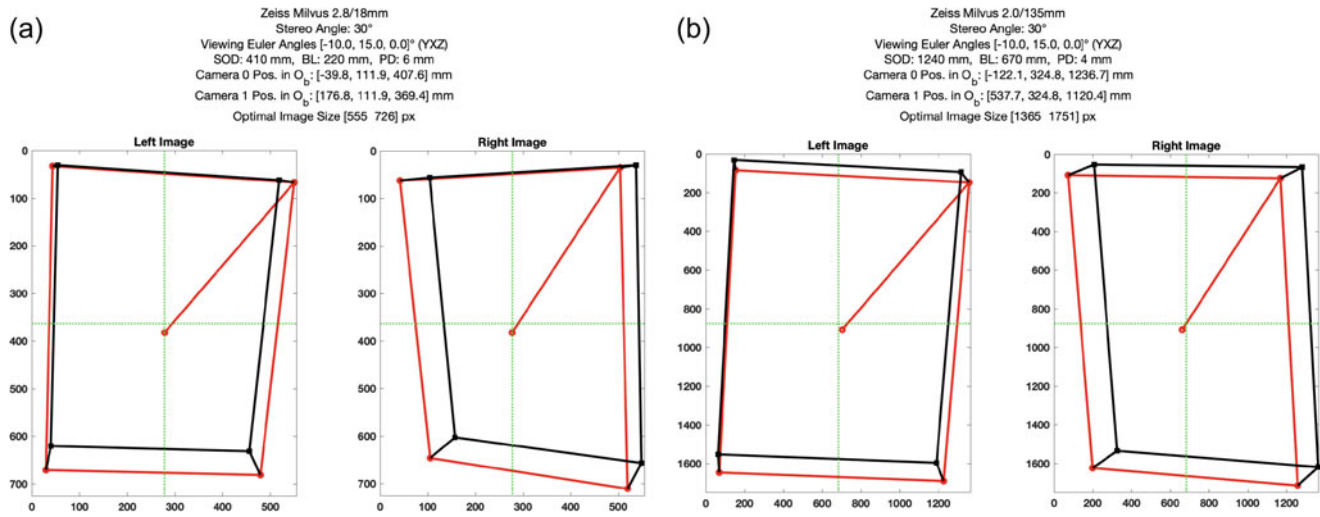 (a)
Zeiss Milvus 2.8/18mm
Stereo Angle: 30°
Viewing Euler Angles [-10.0, 15.0, 0.0]° (YXZ)
SOD: 410 mm, BL: 220 mm, PD: 6 mm
Camera 0 Pos. in Ob: [-39.8, 111.9, 407.6] mm
Camera 1 Pos. in Ob: [176.8, 111.9, 369.4] mm
Optimal Image Size [555 726] px
Left Image
0
100
200
300
400
500
600
700
0 100 200 300 400 500
Right Image
0
100
200
300
400
500
600
700
0 100 200 300 400 500
(b)
Zeiss Milvus 2.0/135mm
Stereo Angle: 30°
Viewing Euler Angles [-10.0, 15.0, 0.0]° (YXZ)
SOD: 1240 mm, BL: 670 mm, PD: 4 mm
Camera 0 Pos. in Ob: [-122.1, 324.8, 1236.7] mm
Camera 1 Pos. in Ob: [537.7, 324.8, 1120.4] mm
Optimal Image Size [1365 1751] px
Left Image
0
200
400
600
800
1000
1200
1400
1600
0 200 400 600 800 1000 1200
Right Image
0
200
400
600
800
1000
1200
1400
1600
0 200 400 600 800 1000 1200